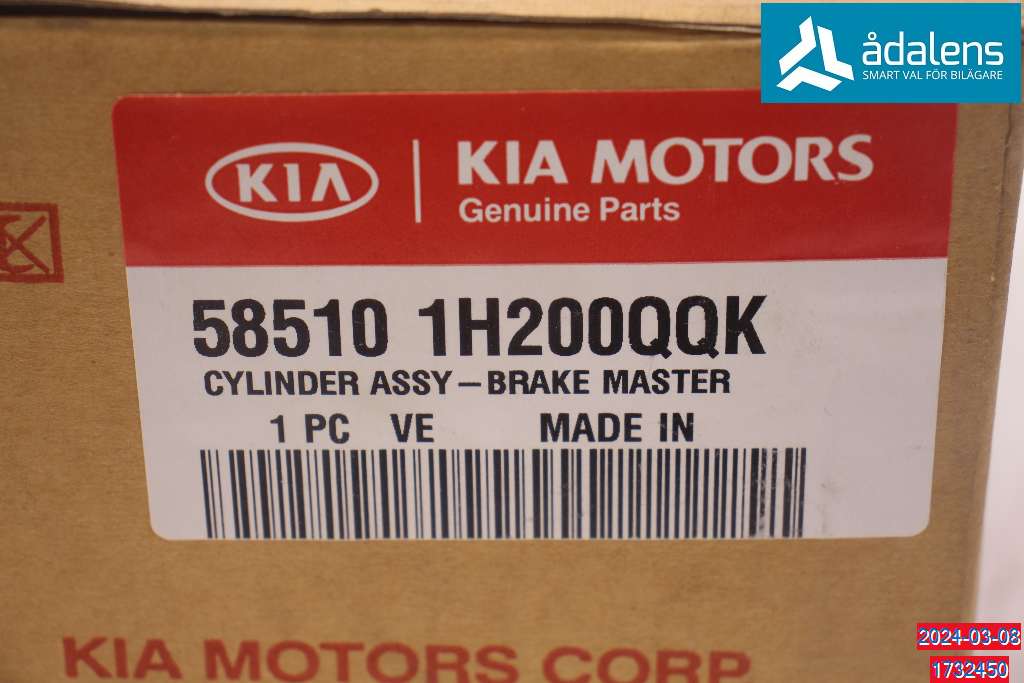 ådalens
SMART VAL FÖR BILÄGARE
KIA
KIA MOTORS
Genuine Parts
58510 1H200QQK
CYLINDER ASSY-BRAKE MASTER
1 PC VE MADE IN
KIA MOTORS CORP
2024-03-08
1732450